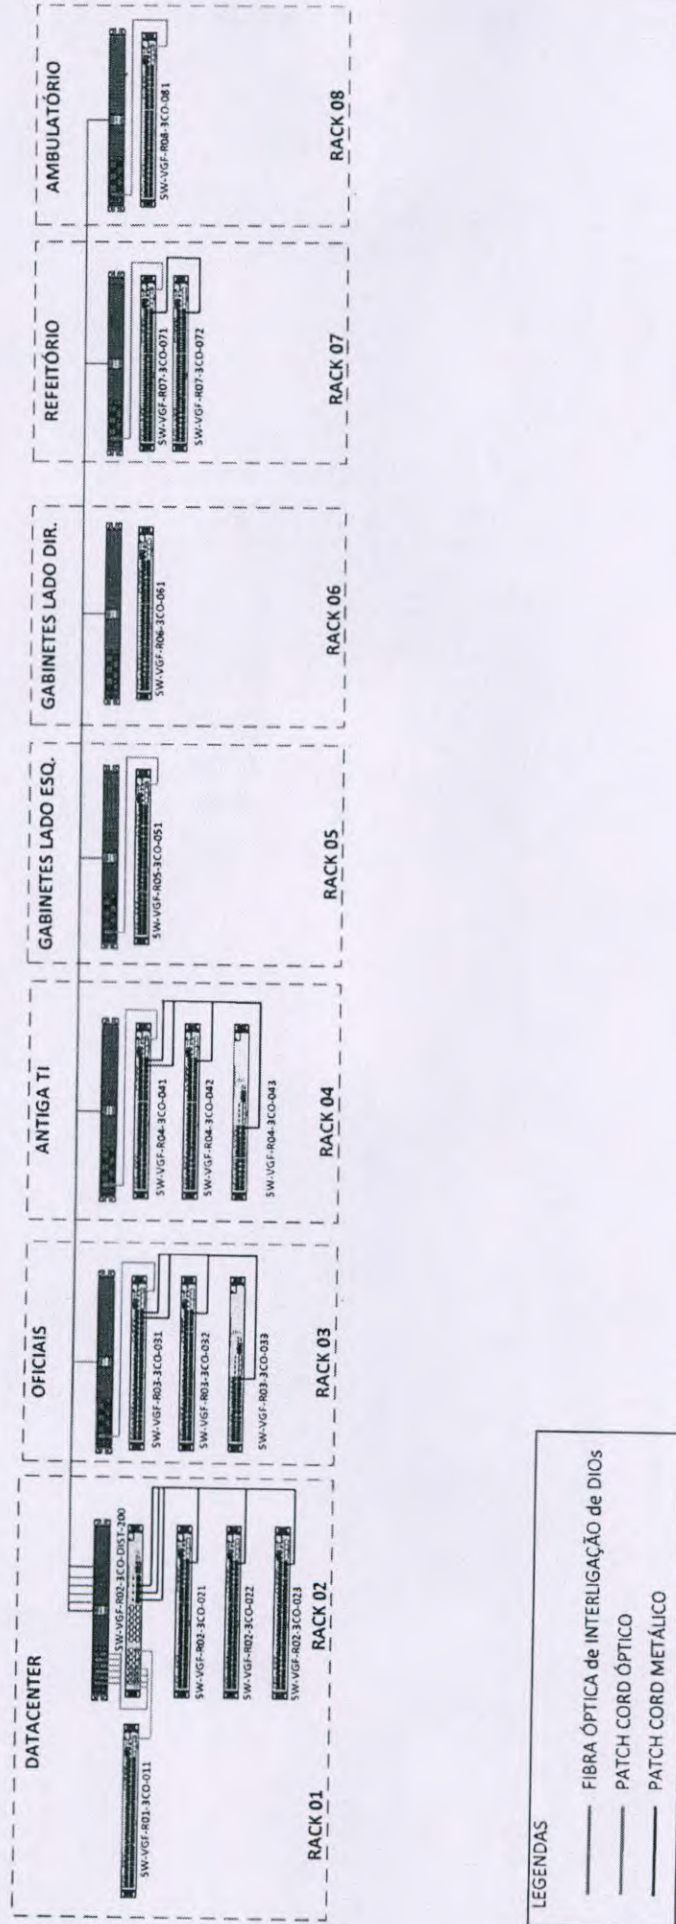 DATACENTER
SW-VGF-R02-3CO-DIST-200
SW-VGF-R01-3CO-011
SW-VGF-R02-3CO-021
SW-VGF-R02-3CO-022
SW-VGF-R02-3CO-023
RACK 01
RACK 02
OFICIAIS
SW-VGF-R03-3CO-031
SW-VGF-R03-3CO-032
SW-VGF-R03-3CO-033
RACK 03
ANTIGA TI
SW-VGF-R04-3CO-041
SW-VGF-R04-3CO-042
SW-VGF-R04-3CO-043
RACK 04
GABINETES LADO ESQ.
SW-VGF-R05-3CO-051
RACK 05
GABINETES LADO DIR.
SW-VGF-R06-3CO-061
RACK 06
REFEITÓRIO
SW-VGF-R07-3CO-071
SW-VGF-R07-3CO-072
RACK 07
AMBULATÓRIO
SW-VGF-R08-3CO-081
RACK 08
LEGENDAS
FIBRA ÓPTICA de INTERLIGAÇÃO de DIOs
PATCH CORD ÓPTICO
PATCH CORD METÁLICO